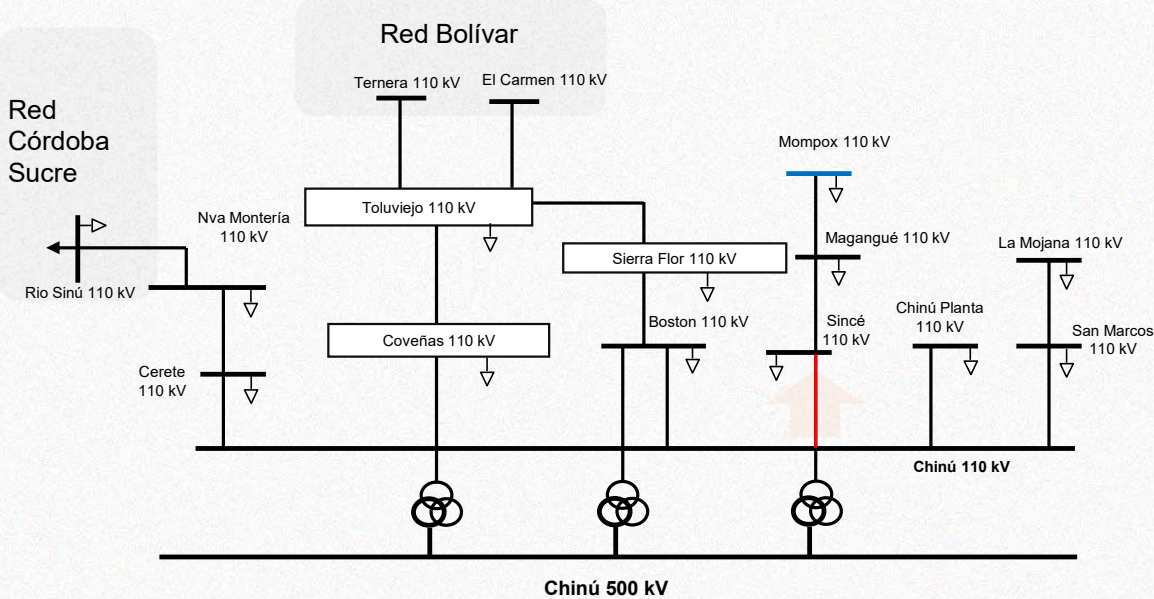 Red Bolívar
Ternera 110 kV
El Carmen 110 kV
Red
Córdoba
Sucre
Mompox 110 kV
Toluviejo 110 kV
Nva Montería
110 kV
Magangué 110 kV
La Mojana 110 kV
Sierra Flor 110 kV
Rio Sinú 110 kV
Chinú Planta
110 kV
Boston 110 kV
Sincé
110 kV
San Marcos
110 kV
Coveñas 110 kV
Cerete
110 kV
Chinú 110 kV
Chinú 500 kV